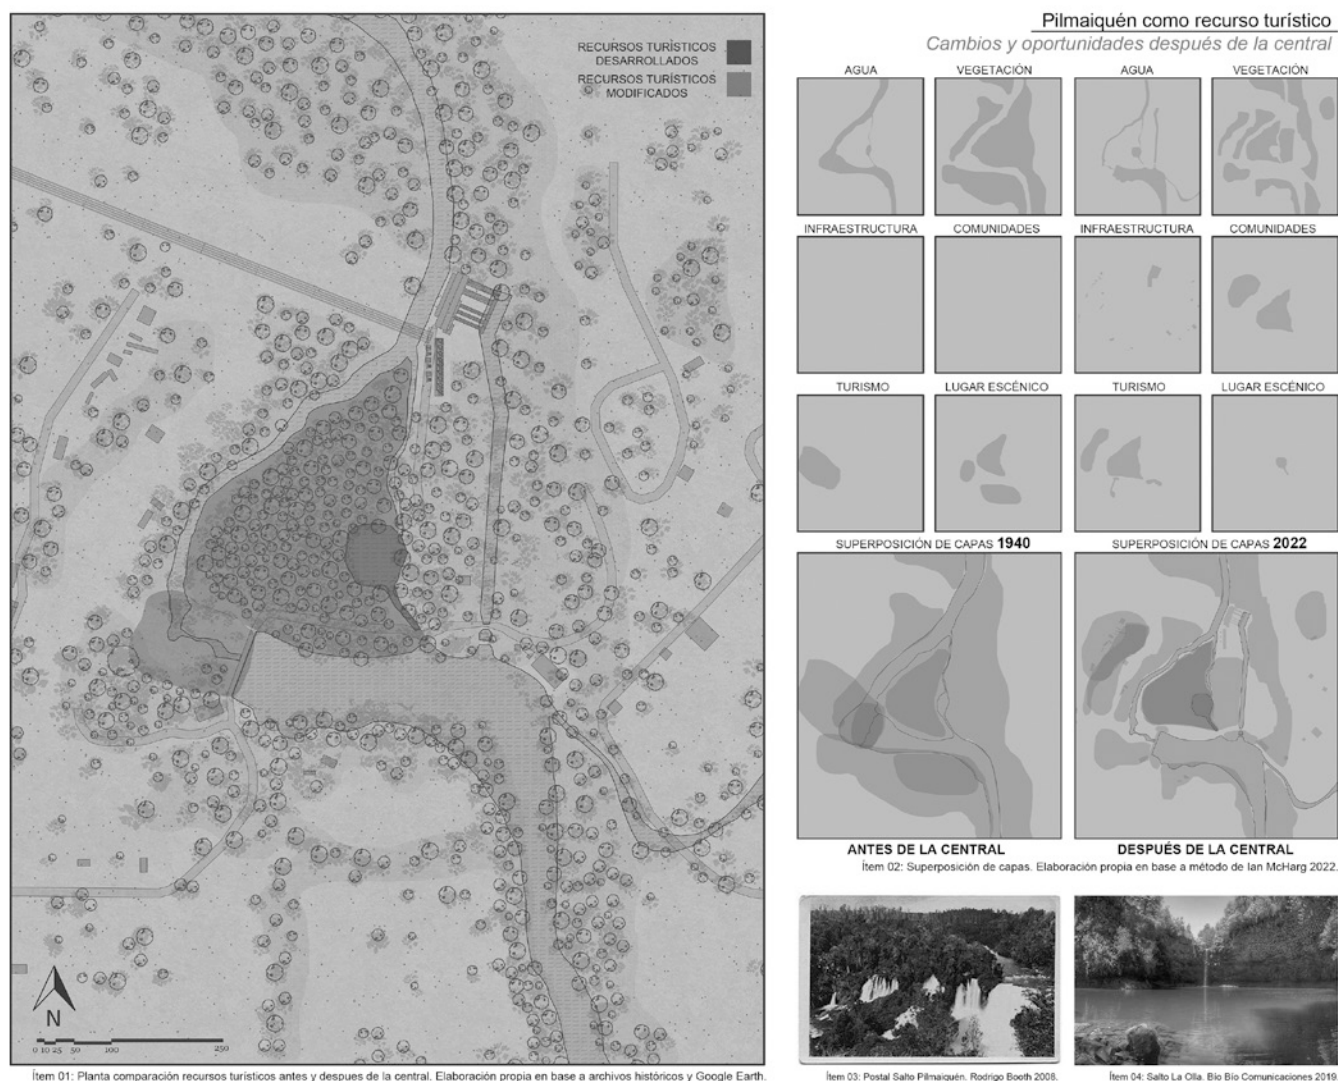 RECURSOS TURÍSTICOS
DESARROLLADOS
RECURSOS TURÍSTICOS
MODIFICADOS
N
0 10 25 50 100 250
Ítem 01: Planta comparación recursos turísticos antes y despues de la central. Elaboración propia en base a archivos históricos y Google Earth.
Pilmaiquén como recurso turístico
Cambios y oportunidades después de la central
AGUA VEGETACIÓN AGUA VEGETACIÓN
INFRAESTRUCTURA COMUNIDADES INFRAESTRUCTURA COMUNIDADES
TURISMO LUGAR ESCÉNICO TURISMO LUGAR ESCÉNICO
SUPERPOSICIÓN DE CAPAS 1940 SUPERPOSICIÓN DE CAPAS 2022
ANTES DE LA CENTRAL DESPUÉS DE LA CENTRAL
Ítem 02: Superposición de capas. Elaboración propia en base a método de Ian McHarg 2022.
Ítem 03: Postal Salto Pilmaiquén. Rodrigo Booth 2008. Ítem 04: Salto La Olla. Bío Bío Comunicaciones 2019